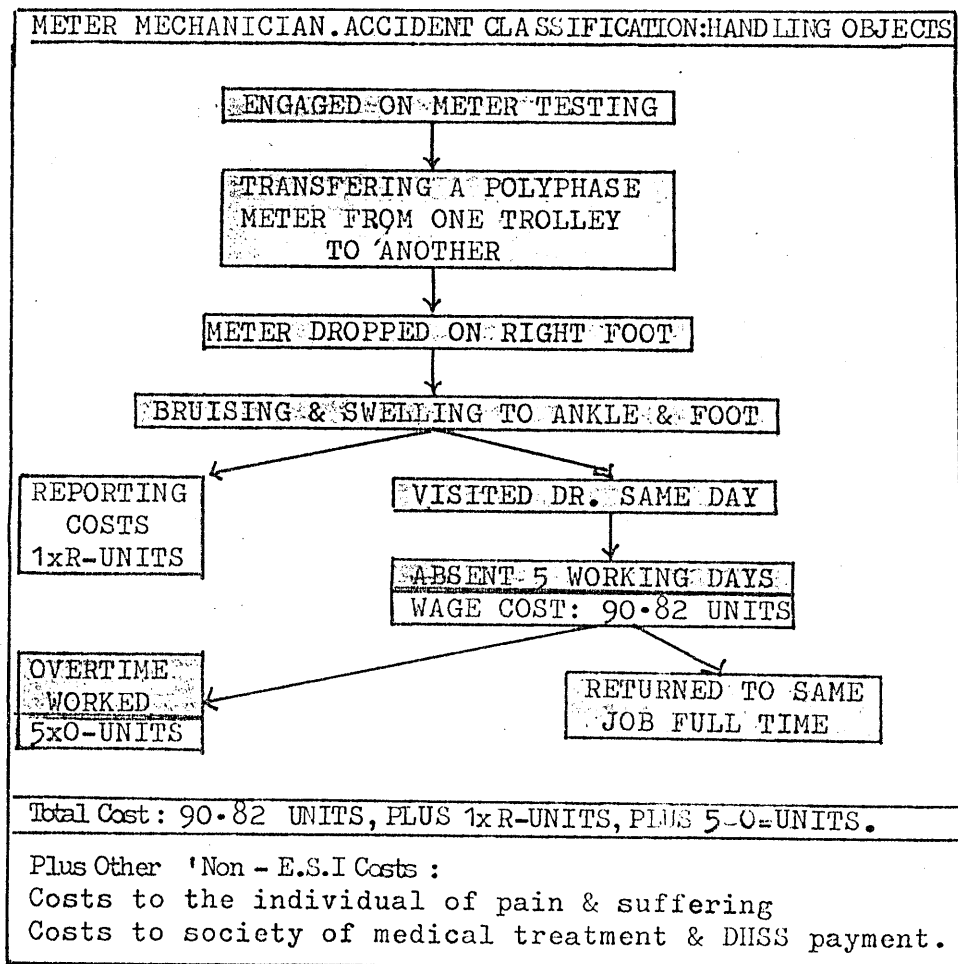 METER MECHANICIAN.ACCIDENT CLASSIFICATION:HANDLING OBJECTS
ENGAGED ON METER TESTING
TRANSFERING A POLYPHASE
METER FROM ONE TROLLEY
TO ANOTHER
METER DROPPED ON RIGHT FOOT
BRUISING & SWELLING TO ANKLE & FOOT
REPORTING
COSTS
1xR-UNITS
VISITED DR. SAME DAY
ABSENT 5 WORKING DAYS
WAGE COST: 90·82 UNITS
OVERTIME
WORKED
5xO-UNITS
RETURNED TO SAME
JOB FULL TIME
Total Cost: 90·82 UNITS, PLUS 1xR-UNITS, PLUS 5-O=UNITS.
Plus Other 'Non - E.S.I Costs :
Costs to the individual of pain & suffering
Costs to society of medical treatment & DHSS payment.